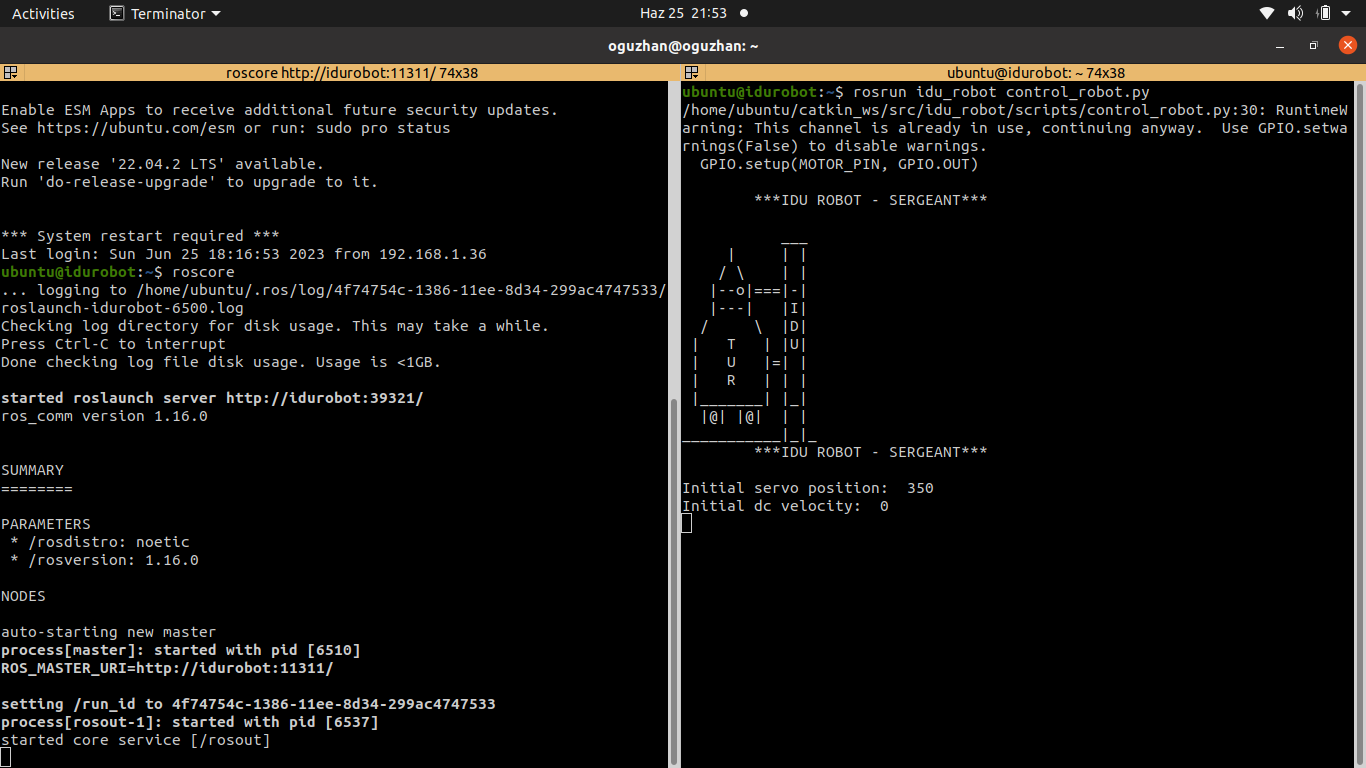 Activities
Terminator
Haz 25 21:53
oguzhan@oguzhan: ~
roscore http://idurobot:11311/ 74x38
Enable ESM Apps to receive additional future security updates.
See https://ubuntu.com/esm or run: sudo pro status
New release '22.04.2 LTS' available.
Run 'do-release-upgrade' to upgrade to it.
*** System restart required ***
Last login: Sun Jun 25 18:16:53 2023 from 192.168.1.36
ubuntu@idurobot:~$ roscore
... logging to /home/ubuntu/.ros/log/4f74754c-1386-11ee-8d34-299ac4747533/
roslaunch-idurobot-6500.log
Checking log directory for disk usage. This may take a while.
Press Ctrl-C to interrupt
Done checking log file disk usage. Usage is <1GB.
started roslaunch server http://idurobot:39321/
ros_comm version 1.16.0
SUMMARY
========
PARAMETERS
 * /rosdistro: noetic
 * /rosversion: 1.16.0
NODES
auto-starting new master
process[master]: started with pid [6510]
ROS_MASTER_URI=http://idurobot:11311/
setting /run_id to 4f74754c-1386-11ee-8d34-299ac4747533
process[rosout-1]: started with pid [6537]
started core service [/rosout]
ubuntu@idurobot: ~ 74x38
ubuntu@idurobot:~$ rosrun idu_robot control_robot.py
/home/ubuntu/catkin_ws/src/idu_robot/scripts/control_robot.py:30: RuntimeW
arning: This channel is already in use, continuing anyway.  Use GPIO.setwa
rnings(False) to disable warnings.
  GPIO.setup(MOTOR_PIN, GPIO.OUT)
        ***IDU ROBOT - SERGEANT***
           ___
     |     | |
    / \    | |
   |--o|===|-|
   |---|   |I|
  /     \  |D|
 |   T   | |U|
 |   U   |=| |
 |   R   | | |
 |_______| |_|
  |@| |@|  | |
___________|_|_
        ***IDU ROBOT - SERGEANT***
Initial servo position:  350
Initial dc velocity:  0